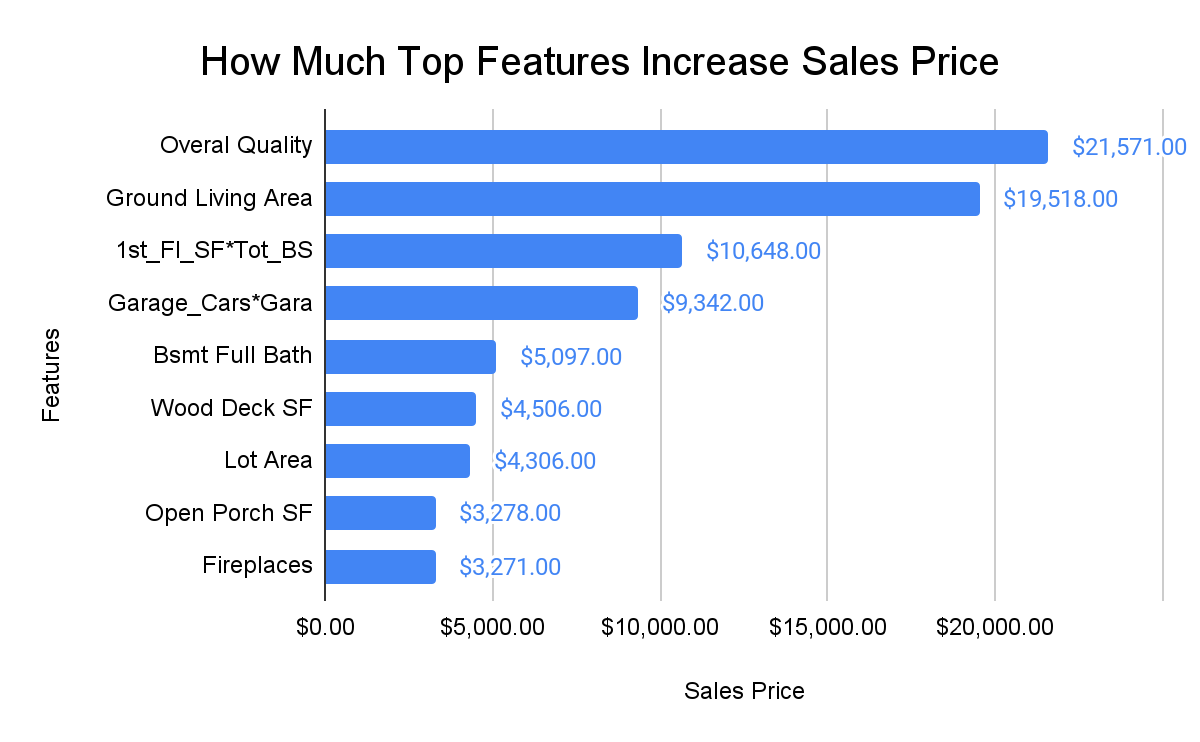 How Much Top Features Increase Sales Price
Features
Overal Quality $21,571.00
Ground Living Area $19,518.00
1st_Fl_SF*Tot_BS $10,648.00
Garage_Cars*Gara $9,342.00
Bsmt Full Bath $5,097.00
Wood Deck SF $4,506.00
Lot Area $4,306.00
Open Porch SF $3,278.00
Fireplaces $3,271.00
$0.00 $5,000.00 $10,000.00 $15,000.00 $20,000.00
Sales Price